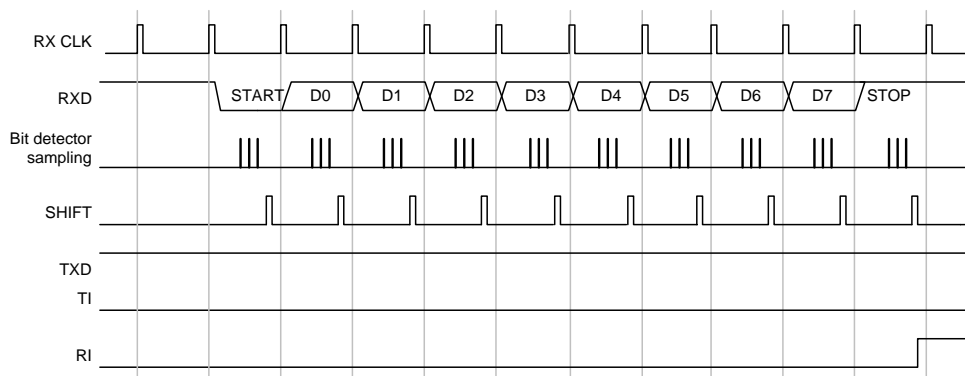 RX CLK
RXD START D0 D1 D2 D3 D4 D5 D6 D7 STOP
Bit detector
sampling
SHIFT
TXD
TI
RI